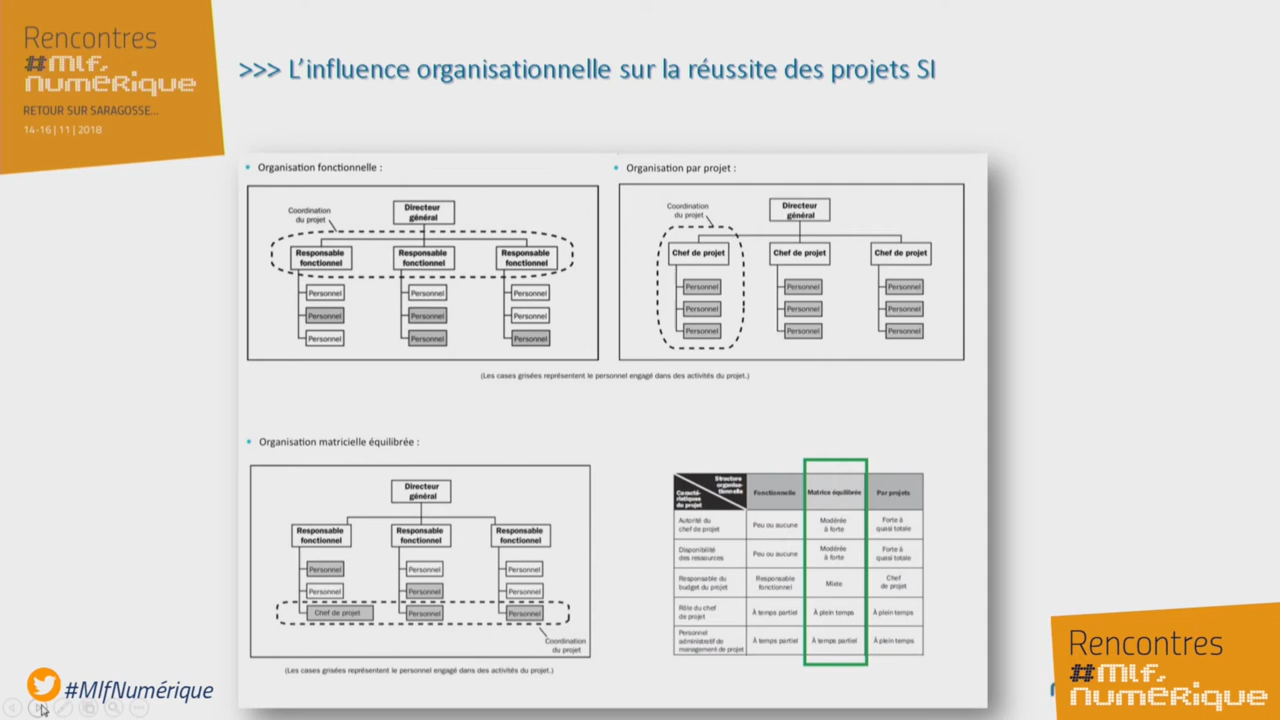 Rencontres
#mlf.
numérique
RETOUR SUR SARAGOSSE...
14-16 | 11 | 2018
>>> L'influence organisationnelle sur la réussite des projets SI
• Organisation fonctionnelle :
Coordination
du projet
Directeur
général
Responsable
fonctionnel
Responsable
fonctionnel
Responsable
fonctionnel
Personnel
Personnel
Personnel
Personnel
Personnel
Personnel
Personnel
Personnel
Personnel
• Organisation par projet :
Coordination
du projet
Directeur
général
Chef de projet
Chef de projet
Chef de projet
Personnel
Personnel
Personnel
Personnel
Personnel
Personnel
Personnel
Personnel
Personnel
(Les cases grisées représentent le personnel engagé dans des activités du projet.)
• Organisation matricielle équilibrée :
Directeur
général
Responsable
fonctionnel
Responsable
fonctionnel
Responsable
fonctionnel
Personnel
Personnel
Personnel
Personnel
Personnel
Personnel
Chef de projet
Personnel
Personnel
Coordination
du projet
(Les cases grisées représentent le personnel engagé dans des activités du projet.)
Structure
organisa-
tionnelle
Caracté-
ristiques
de projet
Fonctionnelle
Matrice équilibrée
Par projets
Autorité du
chef de projet
Peu ou aucune
Modérée
à forte
Forte à
quasi totale
Disponibilité
des ressources
Peu ou aucune
Modérée
à forte
Forte à
quasi totale
Responsable du
budget du projet
Responsable
fonctionnel
Mixte
Chef
de projet
Rôle du chef
de projet
À temps partiel
À plein temps
À plein temps
Personnel
administratif de
management de projet
À temps partiel
À temps partiel
À plein temps
#MlfNumérique
Rencontres
#mlf.
numérique